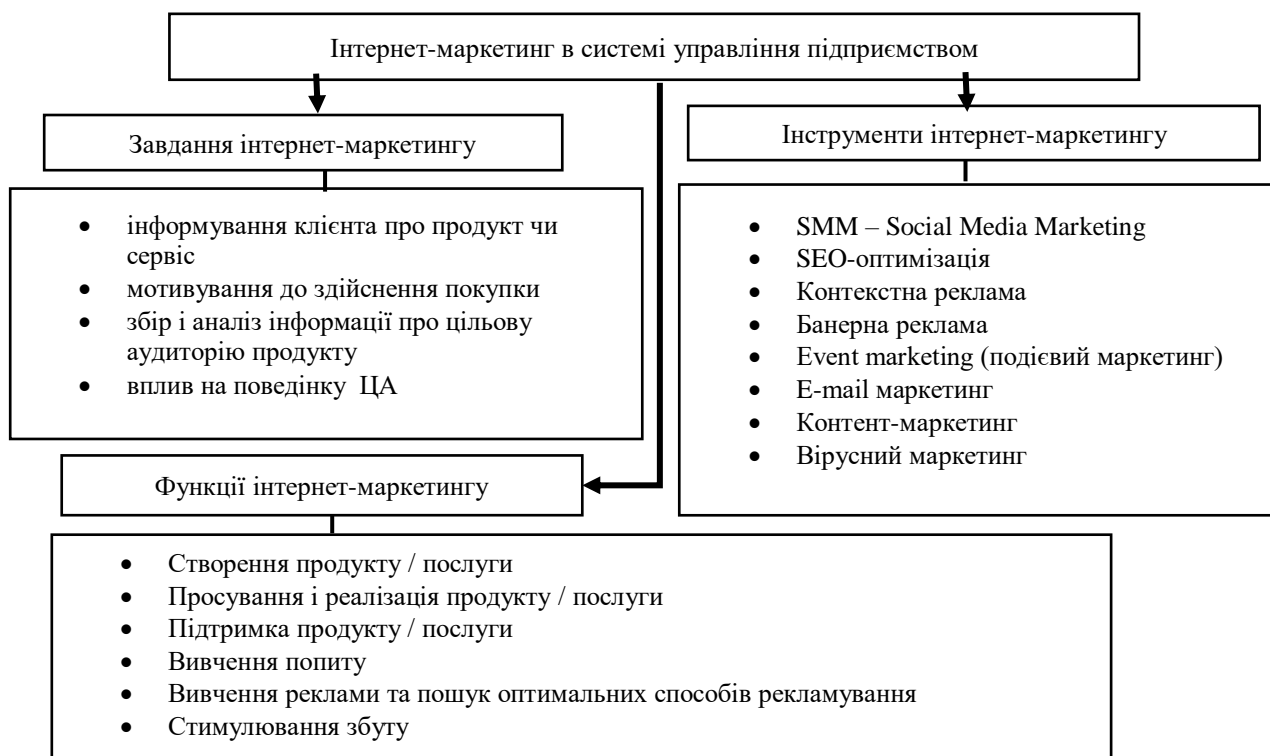 Інтернет-маркетинг в системі управління підприємством
Завдання інтернет-маркетингу
інформування клієнта про продукт чи
сервіс
мотивування до здійснення покупки
збір і аналіз інформації про цільову
аудиторію продукту
вплив на поведінку ЦА
Інструменти інтернет-маркетингу
SMM – Social Media Marketing
SEO-оптимізація
Контекстна реклама
Банерна реклама
Event marketing (подієвий маркетинг)
E-mail маркетинг
Контент-маркетинг
Вірусний маркетинг
Функції інтернет-маркетингу
Створення продукту / послуги
Просування і реалізація продукту / послуги
Підтримка продукту / послуги
Вивчення попиту
Вивчення реклами та пошук оптимальних способів рекламування
Стимулювання збуту